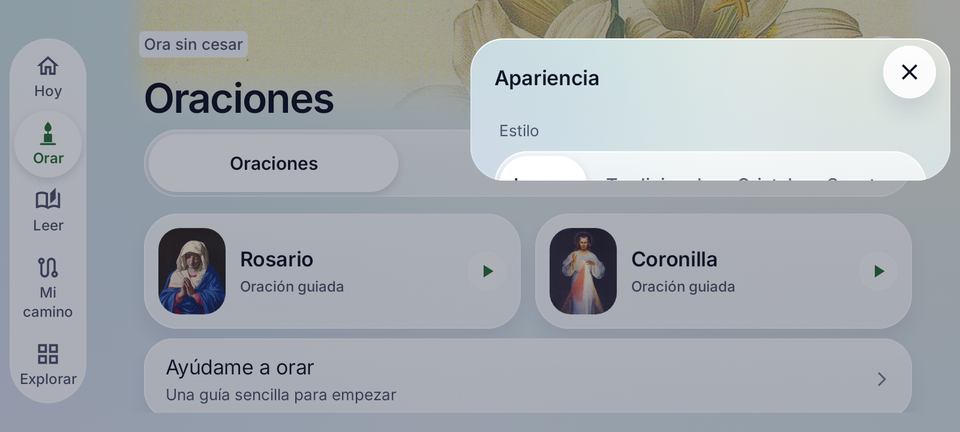 Hoy
Orar
Leer
Mi
camino
Explorar
Ora sin cesar
Oraciones
Oraciones
Apariencia
Estilo
Rosario
Oración guiada
Coronilla
Oración guiada
Ayúdame a orar
Una guía sencilla para empezar